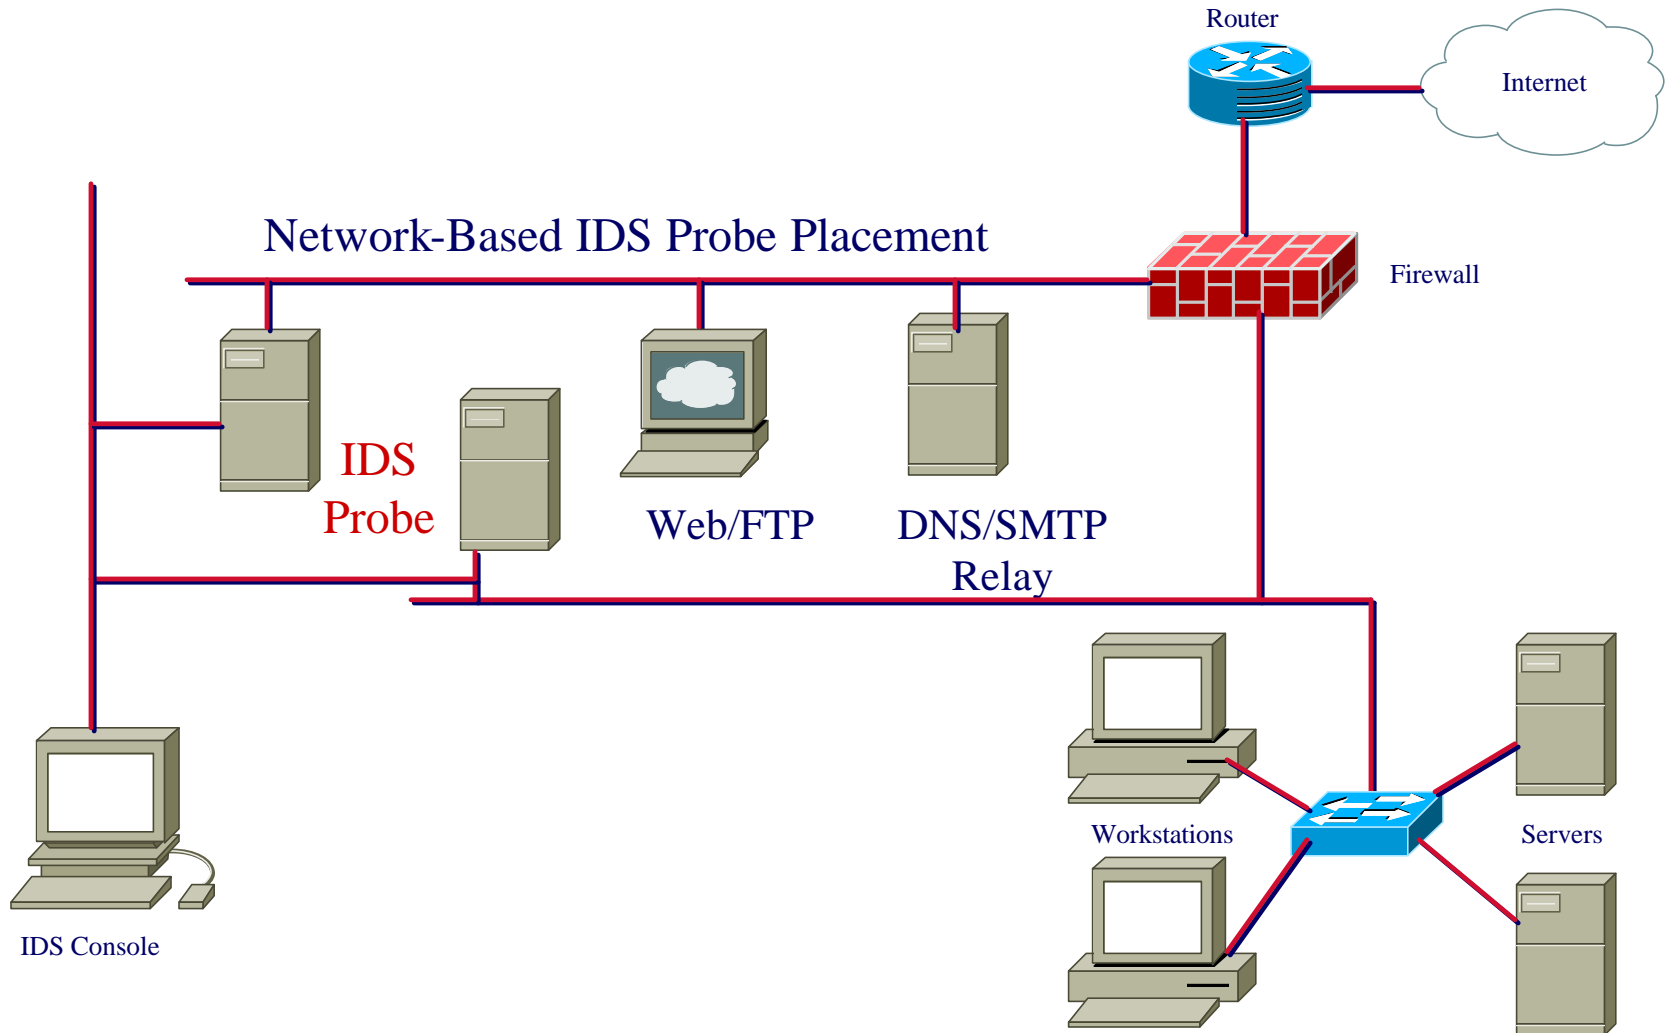 Router
Internet
Network-Based IDS Probe Placement
Firewall
IDS
Probe
Web/FTP
DNS/SMTP
Relay
Workstations
Servers
IDS Console